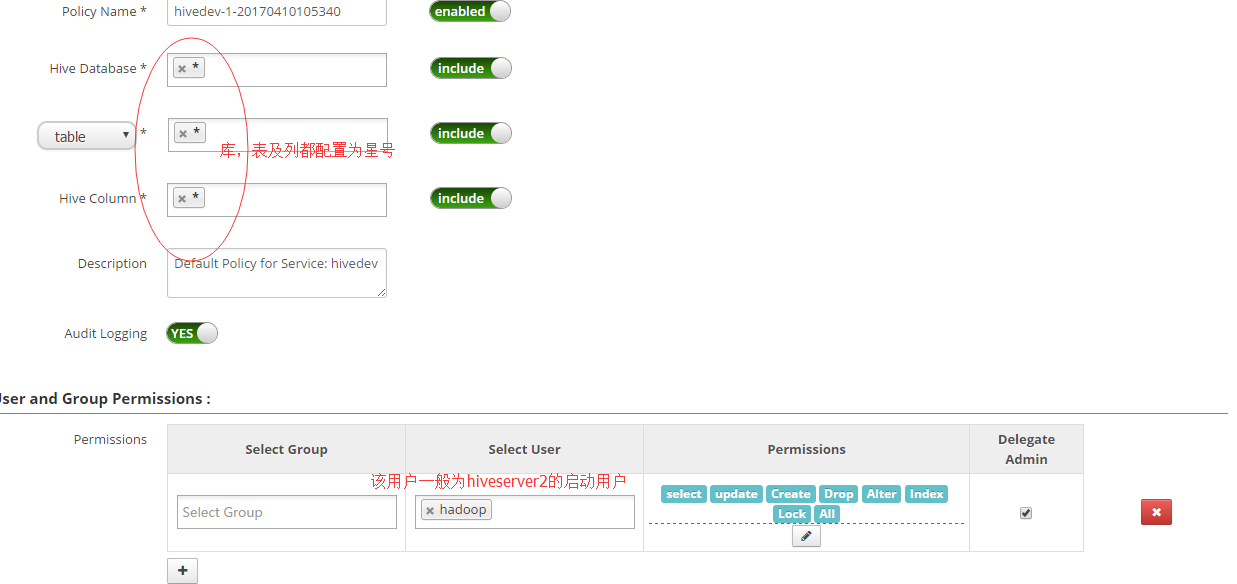 Policy Name * hivedev-1-20170410105340 enabled
Hive Database * × * include
table * × * include
库，表及列都配置为星号
Hive Column * × * include
Description Default Policy for Service: hivedev
Audit Logging YES
User and Group Permissions :
Permissions Select Group Select User Permissions Delegate Admin
该用户一般为hiveserver2的启动用户
Select Group × hadoop select update Create Drop Alter Index
Lock All
+